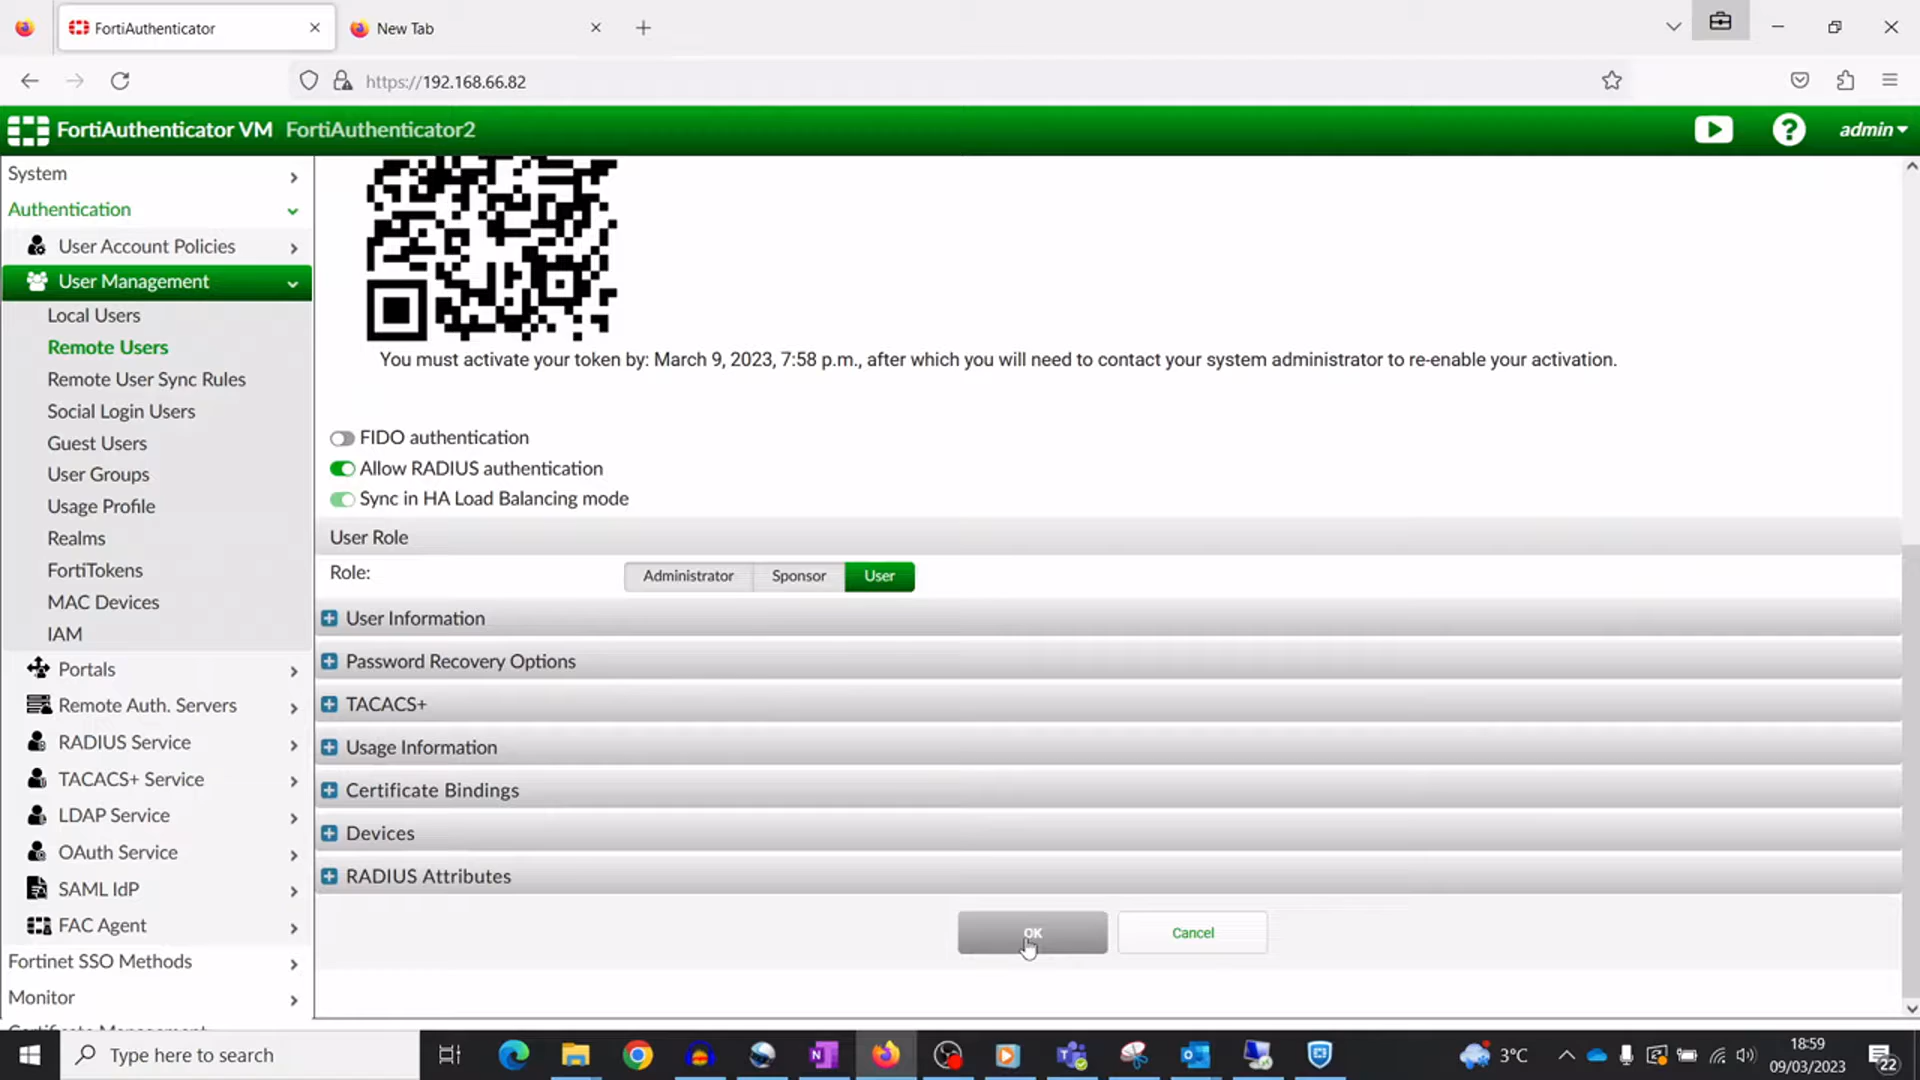 FortiAuthenticator
New Tab
https://192.168.66.82
FortiAuthenticator VM FortiAuthenticator2
admin
System
Authentication
User Account Policies
User Management
Local Users
Remote Users
Remote User Sync Rules
Social Login Users
Guest Users
User Groups
Usage Profile
Realms
FortiTokens
MAC Devices
IAM
Portals
Remote Auth. Servers
RADIUS Service
TACACS+ Service
LDAP Service
OAuth Service
SAML IdP
FAC Agent
Fortinet SSO Methods
Monitor
You must activate your token by: March 9, 2023, 7:58 p.m., after which you will need to contact your system administrator to re-enable your activation.
FIDO authentication
Allow RADIUS authentication
Sync in HA Load Balancing mode
User Role
Role: Administrator Sponsor User
User Information
Password Recovery Options
TACACS+
Usage Information
Certificate Bindings
Devices
RADIUS Attributes
OK Cancel
Type here to search
3°C
18:59
09/03/2023
22